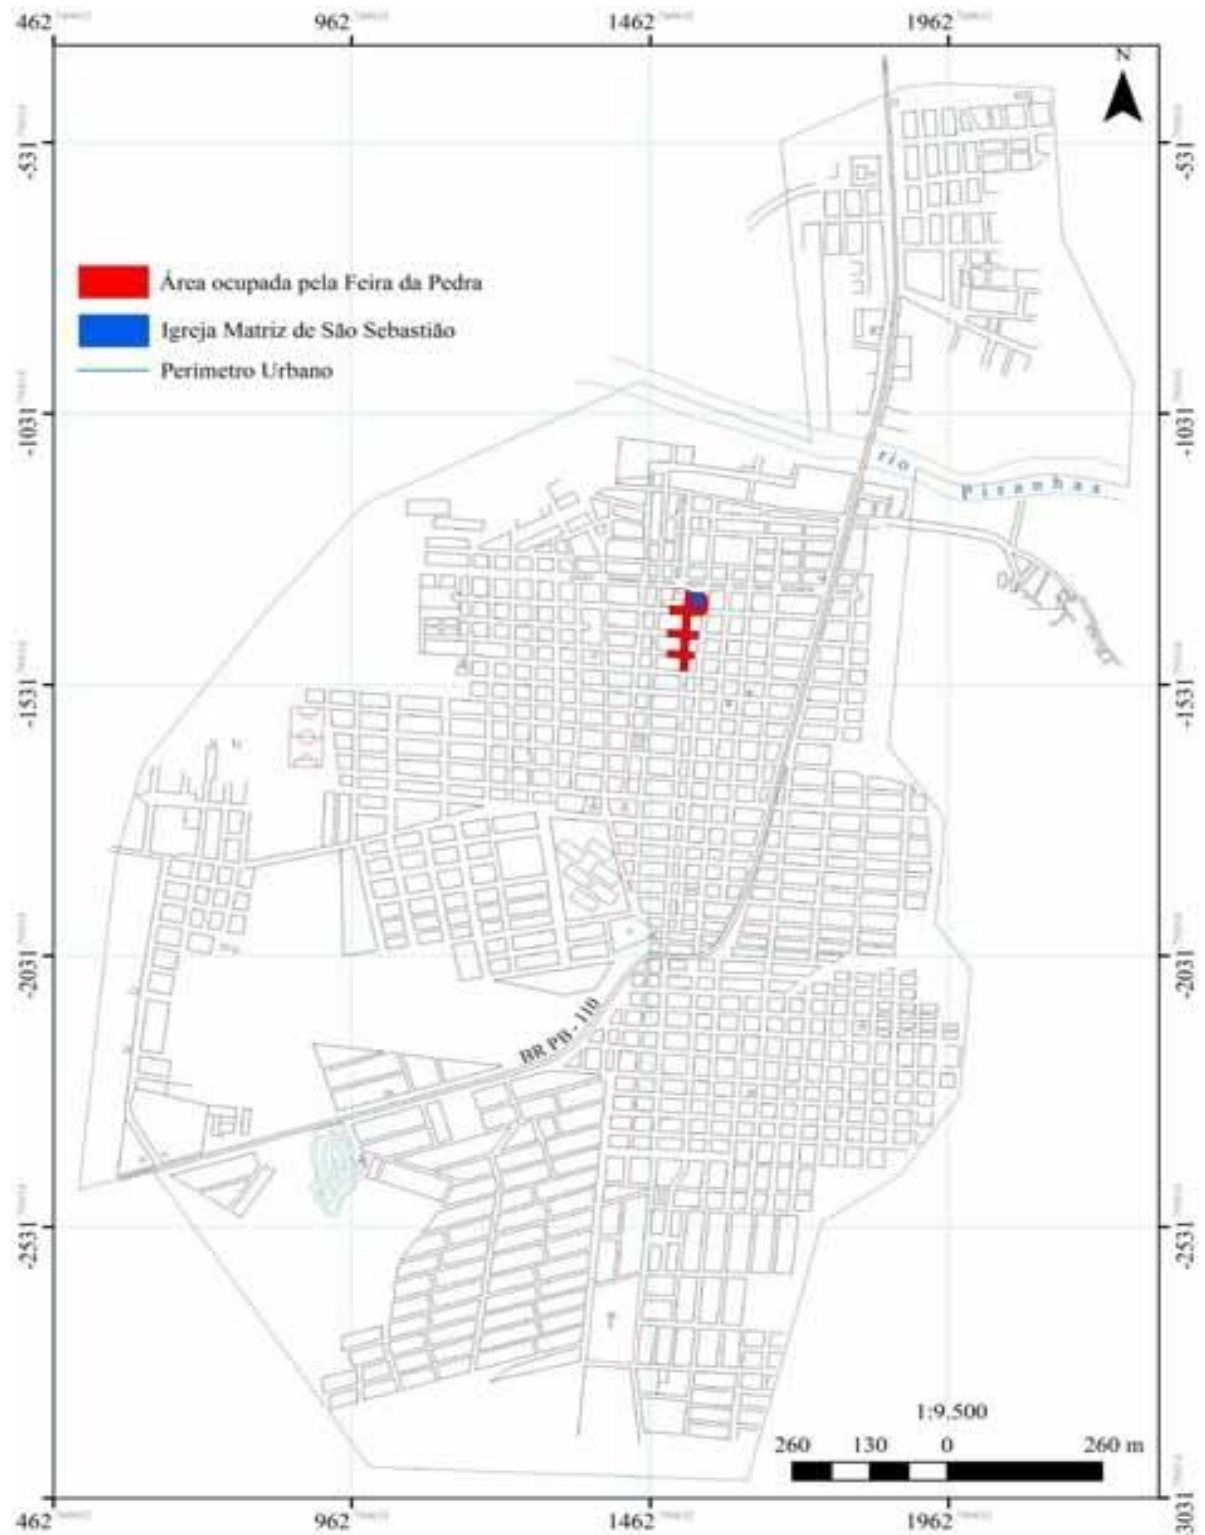 462 962 1462 1962
N
-531 -531
Área ocupada pela Feira da Pedra
Igreja Matriz de São Sebastião
Perímetro Urbano
-1031 -1031
rio
Piranhas
-1531 -1531
-2031 -2031
BR PB - 110
-2531 -2531
1:9.500
260 130 0 260 m
-3031 -3031
462 962 1462 1962